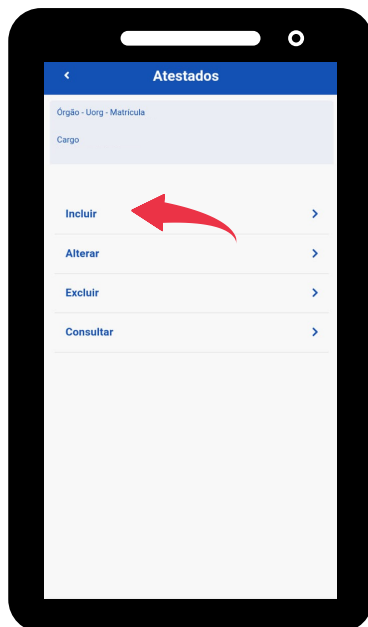 Atestados
Órgão - Uorg - Matrícula
Cargo
Incluir
Alterar
Excluir
Consultar